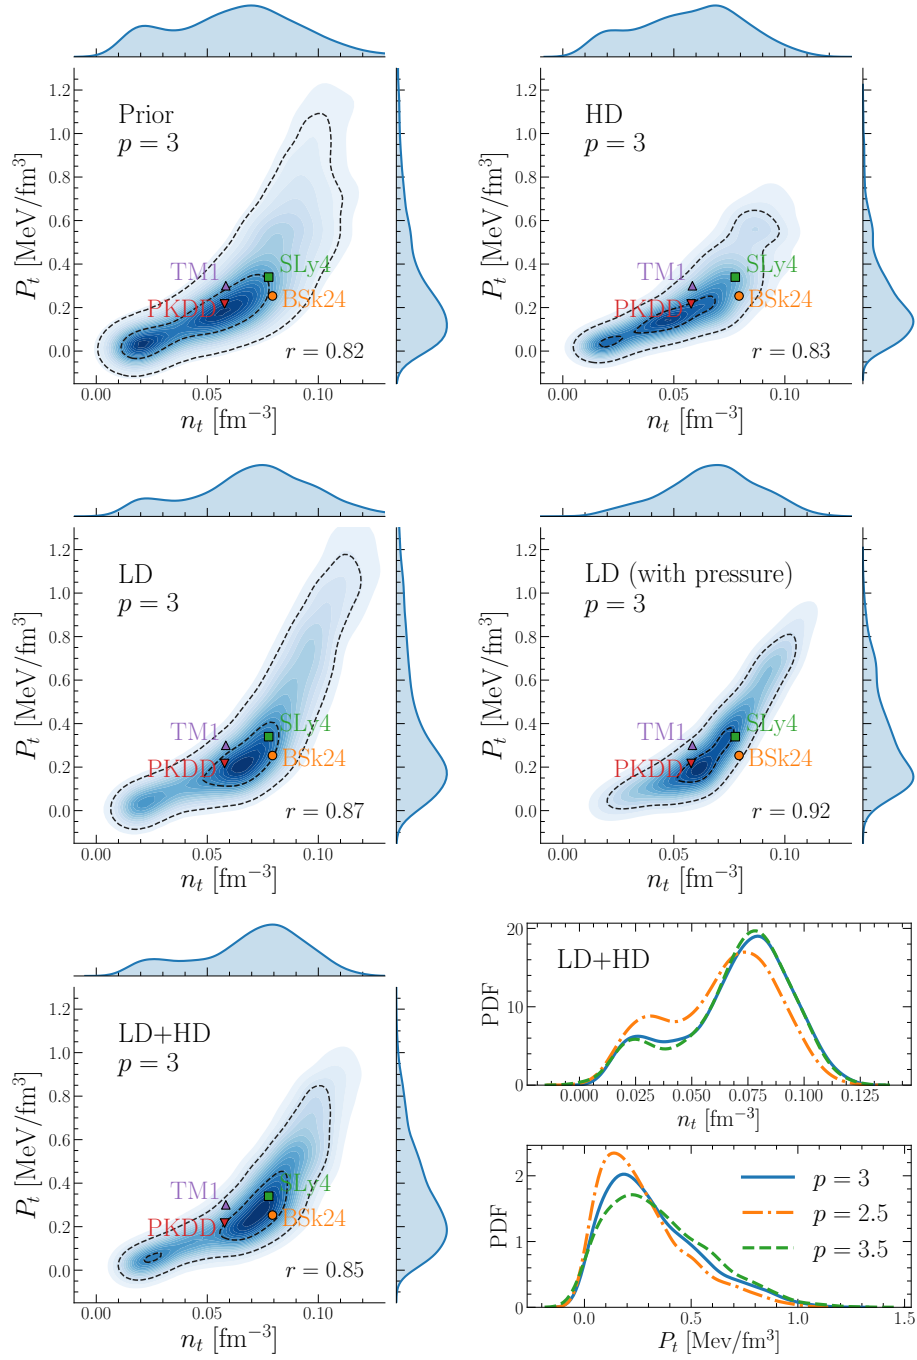 Prior
p = 3
TM1
SLy4
PKDD
BSk24
r = 0.82
P_t [MeV/fm³]
1.2
1.0
0.8
0.6
0.4
0.2
0.0
0.00
0.05
0.10
n_t [fm⁻³]
HD
p = 3
TM1
SLy4
PKDD
BSk24
r = 0.83
P_t [MeV/fm³]
1.2
1.0
0.8
0.6
0.4
0.2
0.0
0.00
0.05
0.10
n_t [fm⁻³]
LD
p = 3
TM1
SLy4
PKDD
BSk24
r = 0.87
P_t [MeV/fm³]
1.2
1.0
0.8
0.6
0.4
0.2
0.0
0.00
0.05
0.10
n_t [fm⁻³]
LD (with pressure)
p = 3
TM1
SLy4
PKDD
BSk24
r = 0.92
P_t [MeV/fm³]
1.2
1.0
0.8
0.6
0.4
0.2
0.0
0.00
0.05
0.10
n_t [fm⁻³]
LD+HD
p = 3
TM1
SLy4
PKDD
BSk24
r = 0.85
P_t [MeV/fm³]
1.2
1.0
0.8
0.6
0.4
0.2
0.0
0.00
0.05
0.10
n_t [fm⁻³]
LD+HD
PDF
20
10
0
0.000
0.025
0.050
0.075
0.100
0.125
n_t [fm⁻³]
PDF
2
1
0
p = 3
p = 2.5
p = 3.5
0.0
0.5
1.0
1.5
P_t [Mev/fm³]